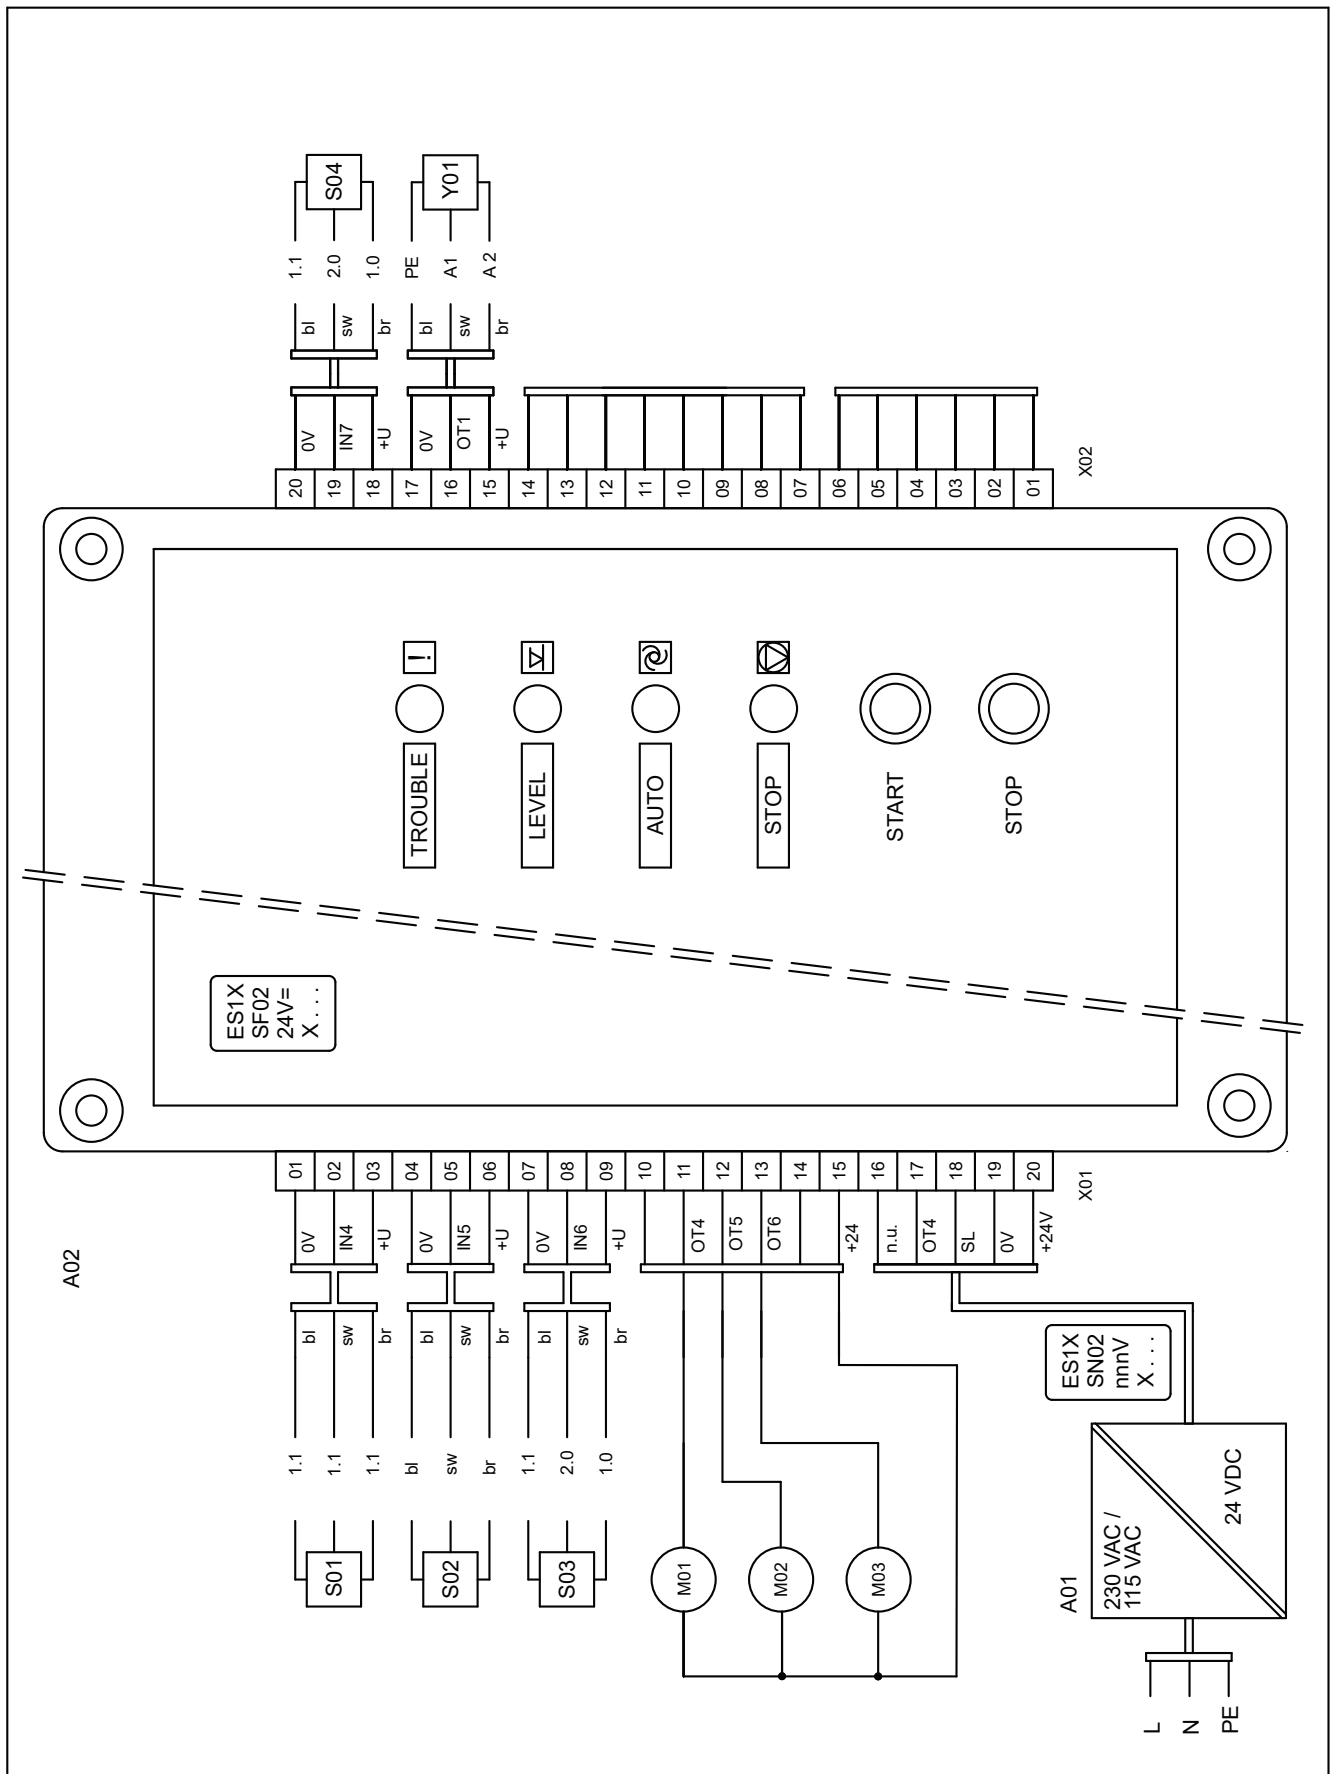 A02
ES1X
SF02
24V=
X . . .
TROUBLE
!
LEVEL
AUTO
STOP
START
STOP
X02
20
19
18
17
16
15
14
13
12
11
10
09
08
07
06
05
04
03
02
01
0V
IN7
+U
0V
OT1
+U
bl
sw
br
bl
sw
br
1.1
2.0
1.0
PE
A1
A 2
S04
Y01
X01
01
02
03
04
05
06
07
08
09
10
11
12
13
14
15
16
17
18
19
20
0V
IN4
+U
0V
IN5
+U
0V
IN6
+U
OT4
OT5
OT6
+24
n.u.
OT4
SL
0V
+24V
bl
sw
br
bl
sw
br
bl
sw
br
1.1
1.1
1.1
bl
sw
br
1.1
2.0
1.0
S01
S02
S03
M01
M02
M03
ES1X
SN02
nnnV
X . . .
A01
230 VAC /
115 VAC
24 VDC
L
N
PE